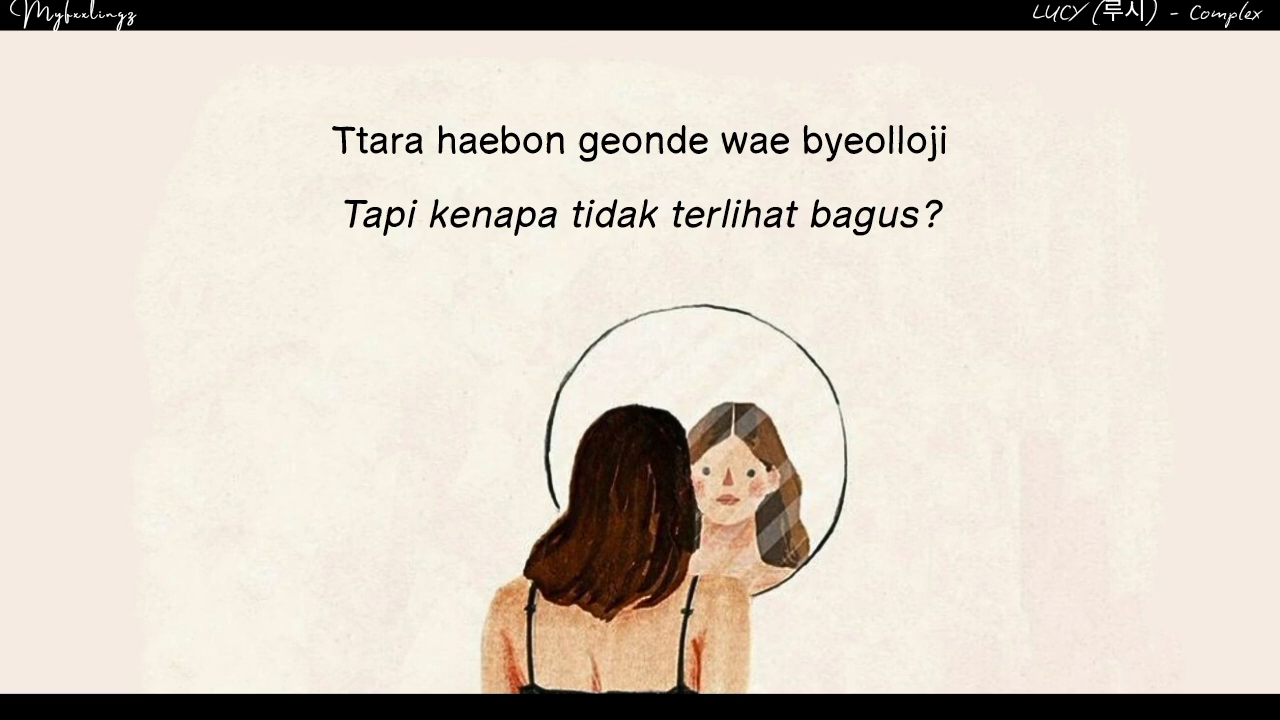 Mybxxlingz
LUCY (루시) - Complex
Ttara haebon geonde wae byeolloji
Tapi kenapa tidak terlihat bagus?